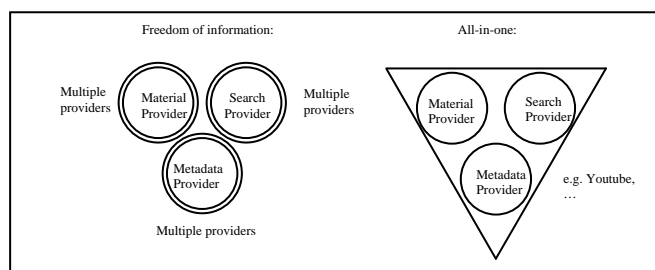 Freedom of information:
Multiple
providers
Material
Provider
Search
Provider
Multiple
providers
Metadata
Provider
Multiple providers
All-in-one:
Material
Provider
Search
Provider
Metadata
Provider
e.g. Youtube,
…